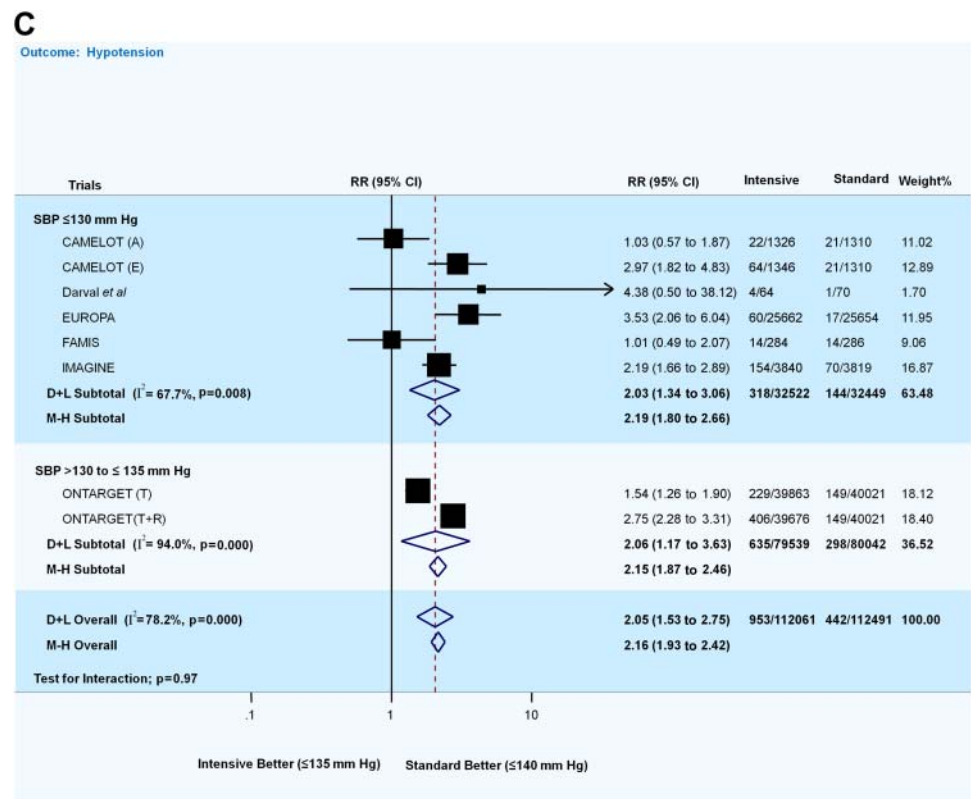 C
Outcome: Hypotension
Trials RR (95% CI) RR (95% CI) Intensive Standard Weight%
SBP ≤130 mm Hg
CAMELOT (A) 1.03 (0.57 to 1.87) 22/1326 21/1310 11.02
CAMELOT (E) 2.97 (1.82 to 4.83) 64/1346 21/1310 12.89
Darval et al 4.38 (0.50 to 38.12) 4/64 1/70 1.70
EUROPA 3.53 (2.06 to 6.04) 60/25662 17/25654 11.95
FAMIS 1.01 (0.49 to 2.07) 14/284 14/286 9.06
IMAGINE 2.19 (1.66 to 2.89) 154/3840 70/3819 16.87
D+L Subtotal (I²= 67.7%, p=0.008) 2.03 (1.34 to 3.06) 318/32522 144/32449 63.48
M-H Subtotal 2.19 (1.80 to 2.66)
SBP >130 to ≤ 135 mm Hg
ONTARGET (T) 1.54 (1.26 to 1.90) 229/39863 149/40021 18.12
ONTARGET(T+R) 2.75 (2.28 to 3.31) 406/39676 149/40021 18.40
D+L Subtotal (I²= 94.0%, p=0.000) 2.06 (1.17 to 3.63) 635/79539 298/80042 36.52
M-H Subtotal 2.15 (1.87 to 2.46)
D+L Overall (I²=78.2%, p=0.000) 2.05 (1.53 to 2.75) 953/112061 442/112491 100.00
M-H Overall 2.16 (1.93 to 2.42)
Test for Interaction; p=0.97
.1 1 10
Intensive Better (≤135 mm Hg) Standard Better (≤140 mm Hg)